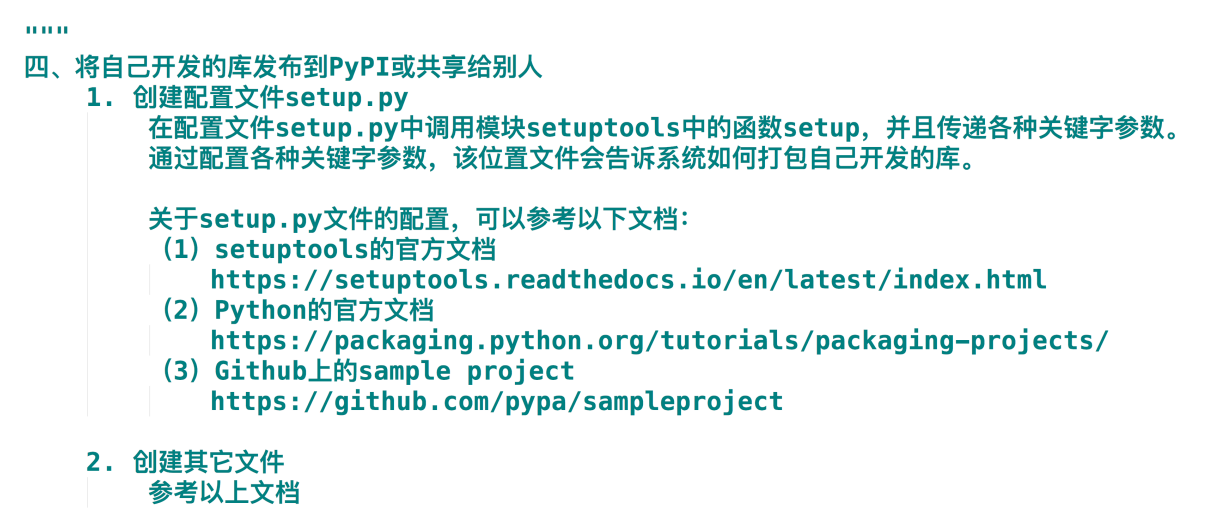 """
四、将自己开发的库发布到PyPI或共享给别人
1. 创建配置文件setup.py
在配置文件setup.py中调用模块setuptools中的函数setup，并且传递各种关键字参数。
通过配置各种关键字参数，该位置文件会告诉系统如何打包自己开发的库。
关于setup.py文件的配置，可以参考以下文档：
（1）setuptools的官方文档
https://setuptools.readthedocs.io/en/latest/index.html
（2）Python的官方文档
https://packaging.python.org/tutorials/packaging-projects/
（3）Github上的sample project
https://github.com/pypa/sampleproject
2. 创建其它文件
参考以上文档